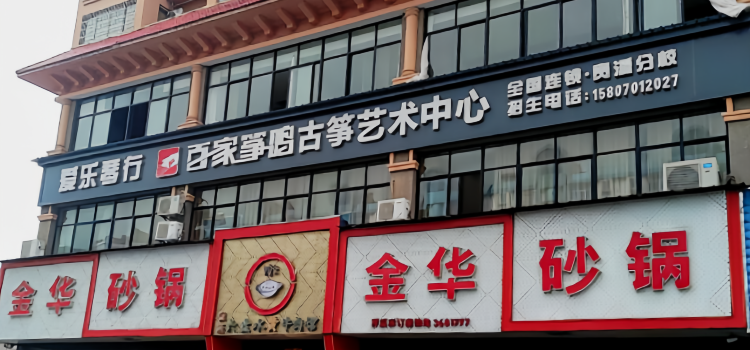 爱乐琴行
百家筝鸣古筝艺术中心
全国连锁·贵溪分校
招生电话:15807012027
金华
砂锅
金华
砂锅
3681777